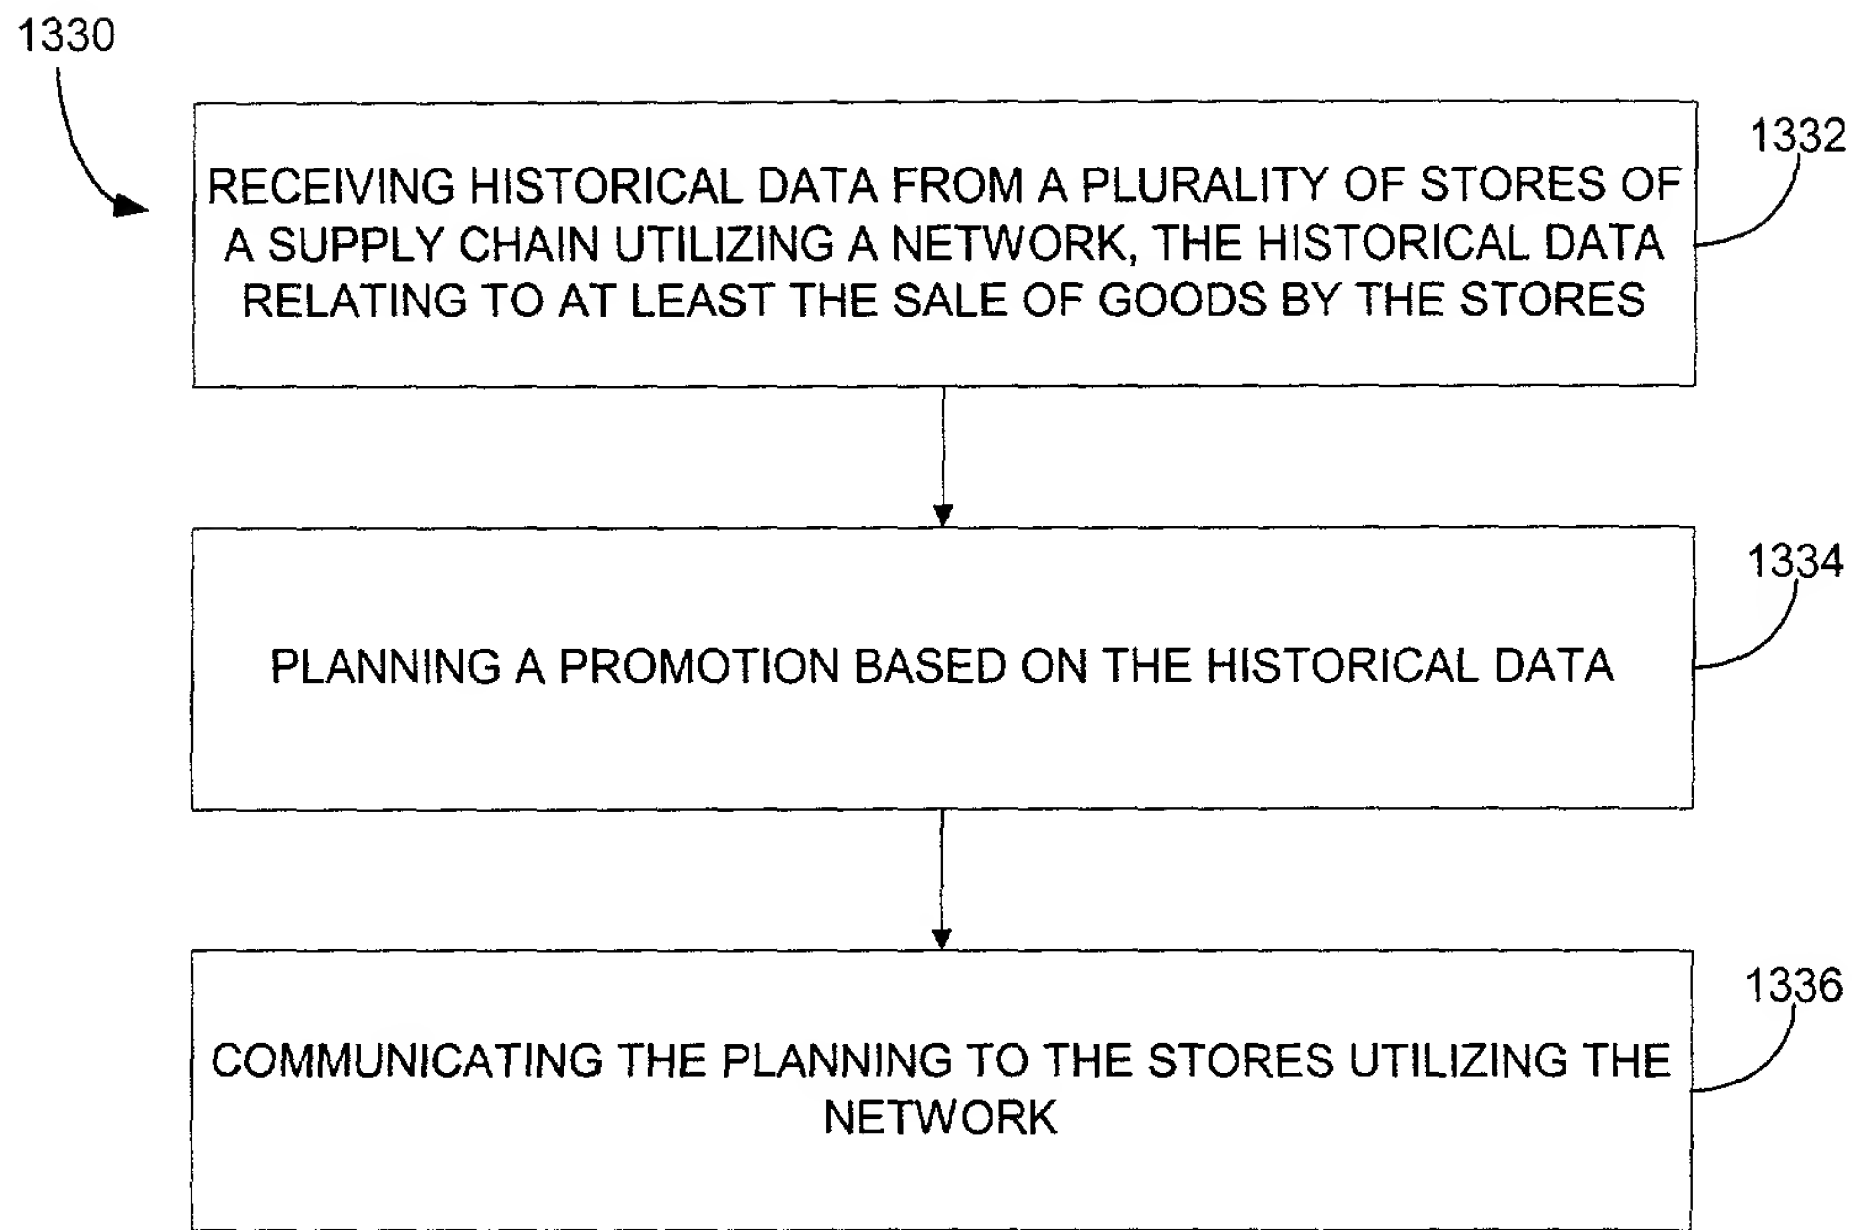 1330
1332
RECEIVING HISTORICAL DATA FROM A PLURALITY OF STORES OF
A SUPPLY CHAIN UTILIZING A NETWORK, THE HISTORICAL DATA
RELATING TO AT LEAST THE SALE OF GOODS BY THE STORES
1334
PLANNING A PROMOTION BASED ON THE HISTORICAL DATA
1336
COMMUNICATING THE PLANNING TO THE STORES UTILIZING THE
NETWORK